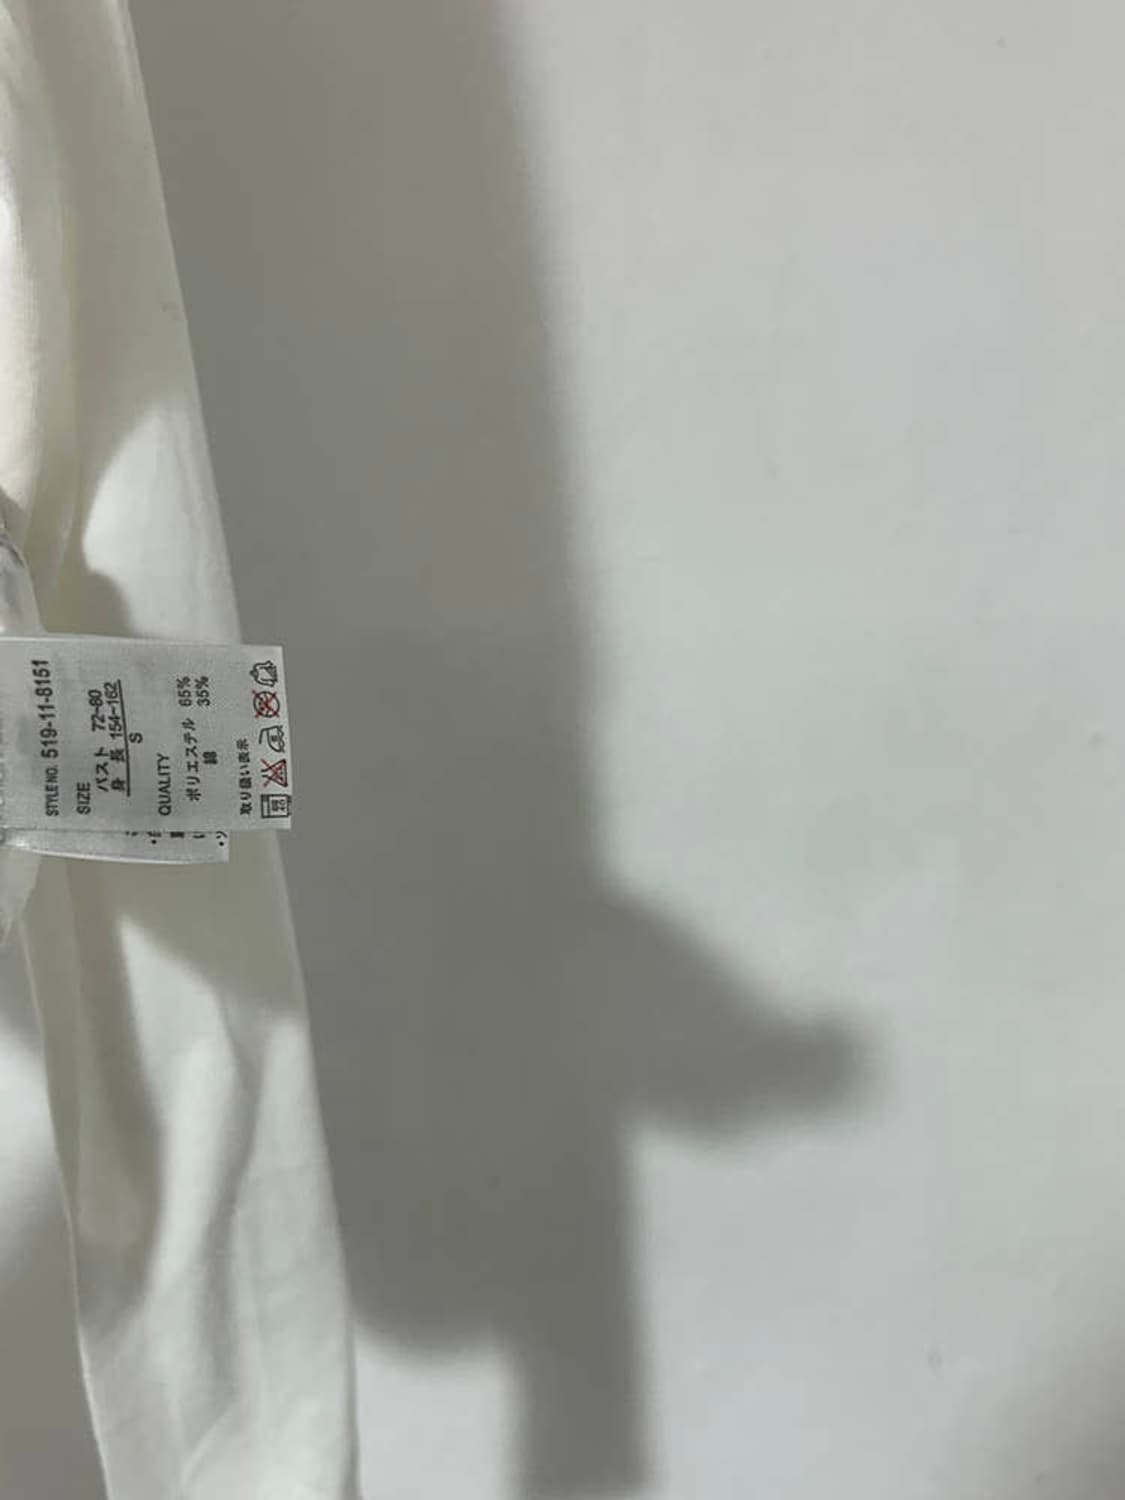 STYLE NO. 519-11-8151
SIZE
バスト 72~80
身 長 154~162
S
QUALITY
ポリエステル 65%
綿 35%
取り扱い表示